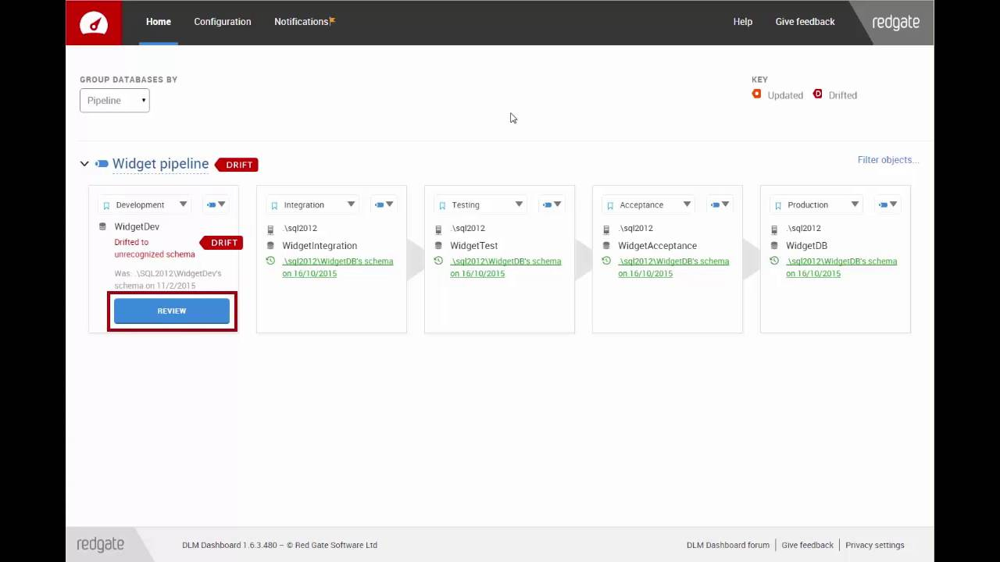 Home Configuration Notifications Help Give feedback redgate
GROUP DATABASES BY
Pipeline
KEY
Updated D Drifted
Widget pipeline DRIFT
Filter objects...
Development
WidgetDev
Drifted to
unrecognized schema
DRIFT
Was: .\SQL2012\WidgetDev's
schema on 11/2/2015
REVIEW
Integration
.\sql2012
WidgetIntegration
.\sql2012\WidgetDB's schema
on 16/10/2015
Testing
.\sql2012
WidgetTest
.\sql2012\WidgetDB's schema
on 16/10/2015
Acceptance
.\sql2012
WidgetAcceptance
.\sql2012\WidgetDB's schema
on 16/10/2015
Production
.\sql2012
WidgetDB
.\sql2012\WidgetDB's schema
on 16/10/2015
redgate DLM Dashboard 1.6.3.480 – © Red Gate Software Ltd DLM Dashboard forum Give feedback Privacy settings